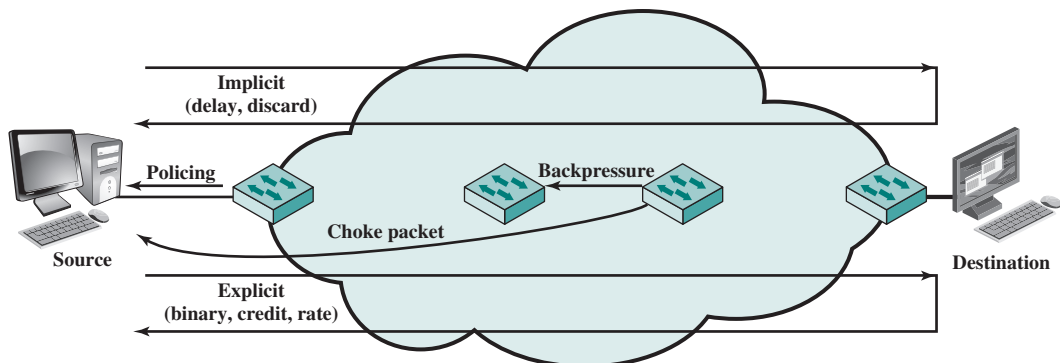 Implicit
(delay, discard)
Policing
Backpressure
Choke packet
Source
Destination
Explicit
(binary, credit, rate)